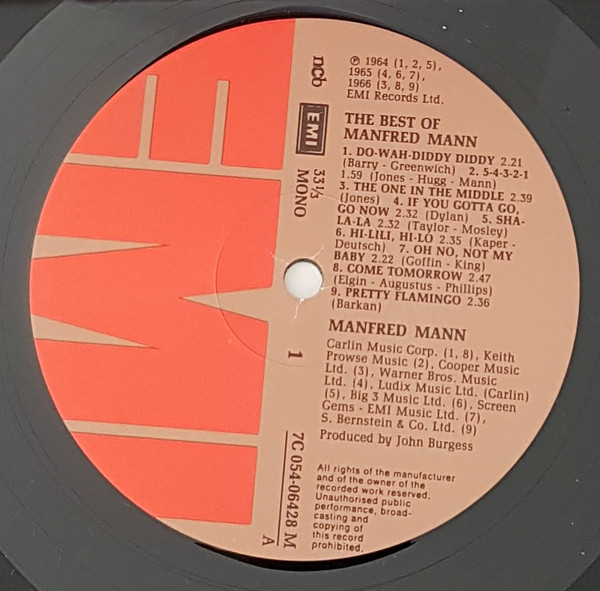 EMI
ncb
EMI
33⅓
MONO
1
7C 054-06428 M
A
℗ 1964 (1, 2, 5),
1965 (4, 6, 7),
1966 (3, 8, 9)
EMI Records Ltd.
THE BEST OF
MANFRED MANN
1. DO-WAH-DIDDY DIDDY 2.21
(Barry - Greenwich) 2. 5-4-3-2-1
1.59 (Jones - Hugg - Mann)
3. THE ONE IN THE MIDDLE 2.39
(Jones) 4. IF YOU GOTTA GO,
GO NOW 2.32 (Dylan) 5. SHA-
LA-LA 2.32 (Taylor - Mosley)
6. HI-LILI, HI-LO 2.35 (Kaper -
Deutsch) 7. OH NO, NOT MY
BABY 2.22 (Goffin - King)
8. COME TOMORROW 2.47
(Elgin - Augustus - Phillips)
9. PRETTY FLAMINGO 2.36
(Barkan)
MANFRED MANN
Carlin Music Corp. (1, 8), Keith
Prowse Music (2), Cooper Music
Ltd. (3), Warner Bros. Music
Ltd. (4), Ludix Music Ltd. (Carlin)
(5), Big 3 Music Ltd. (6), Screen
Gems - EMI Music Ltd. (7),
S. Bernstein & Co. Ltd. (9)
Produced by John Burgess
All rights of the manufacturer
and of the owner of the
recorded work reserved.
Unauthorised public
performance, broad-
casting and
copying of
this record
prohibited.